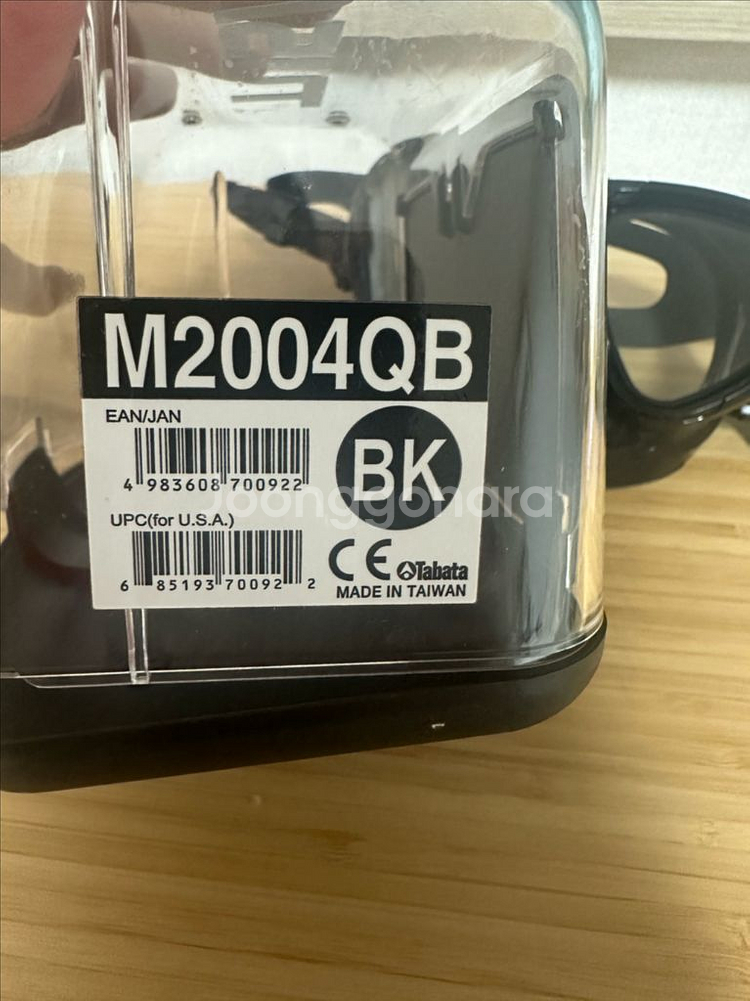 M2004QB
EAN/JAN
4 983608 700922
BK
UPC(for U.S.A.)
6 85193 70092 2
CE Tabata
MADE IN TAIWAN
joonggonara